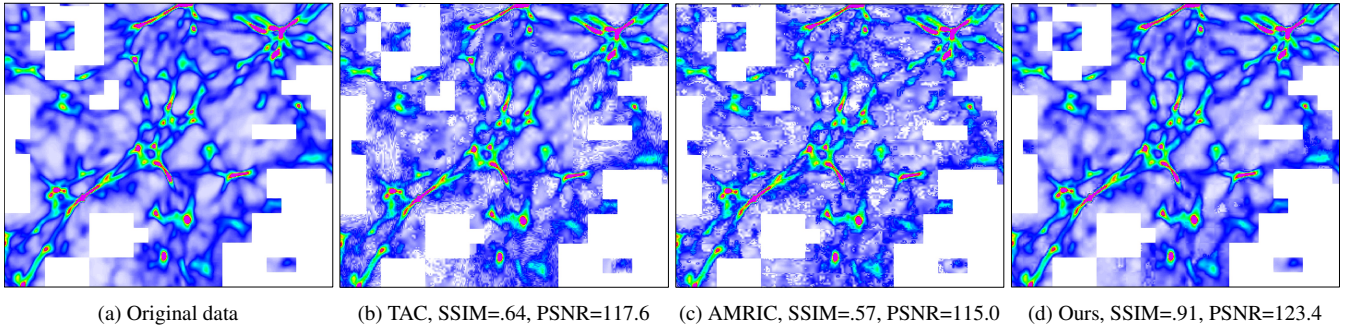 (a) Original data
(b) TAC, SSIM=.64, PSNR=117.6
(c) AMRIC, SSIM=.57, PSNR=115.0
(d) Ours, SSIM=.91, PSNR=123.4